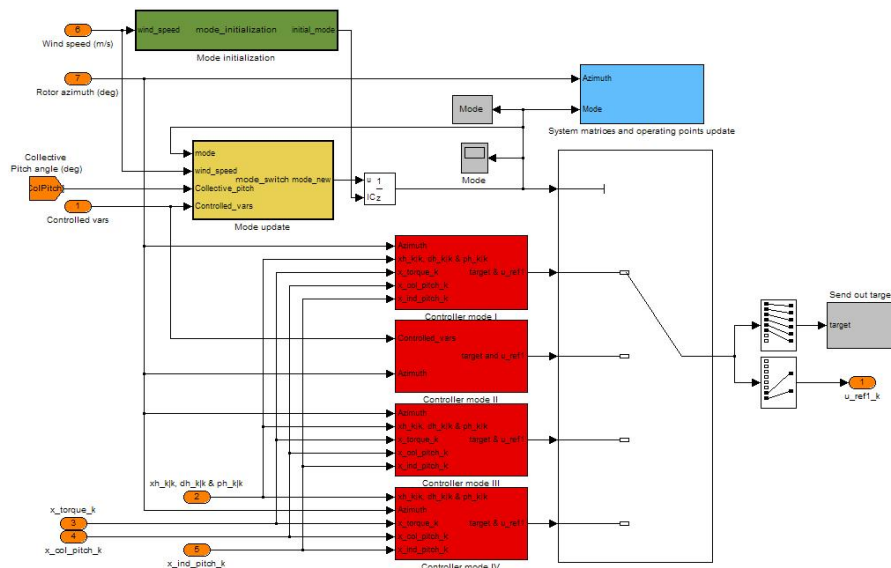 6
Wind speed (m/s)
wind_speed mode_initialization initial_mode
Mode initialization
7
Rotor azimuth (deg)
Azimuth
Mode
System matrices and operating points update
Mode
Mode
Collective
Pitch angle (deg)
ColPitch
1
Controlled vars
mode
wind_speed
mode_switch mode_new
Collective_pitch
Controlled_vars
Mode update
u
IC
1
z
Azimuth
xh_k|k, dh_k|k & ph_k|k
x_torque_k target & u_ref1
x_col_pitch_k
x_ind_pitch_k
Controller mode I
Controlled_vars
target and u_ref1
Azimuth
Controller mode II
Azimuth
xh_k|k, dh_k|k & ph_k|k
x_torque_k target & u_ref1
x_col_pitch_k
x_ind_pitch_k
Controller mode III
xh_k|k, dh_k|k & ph_k|k
Azimuth
x_torque_k target & u_ref1
x_col_pitch_k
x_ind_pitch_k
Controller mode IV
xh_k|k, dh_k|k & ph_k|k
2
x_torque_k
3
4
x_col_pitch_k
5
x_ind_pitch_k
Send out target
target
1
u_ref1_k